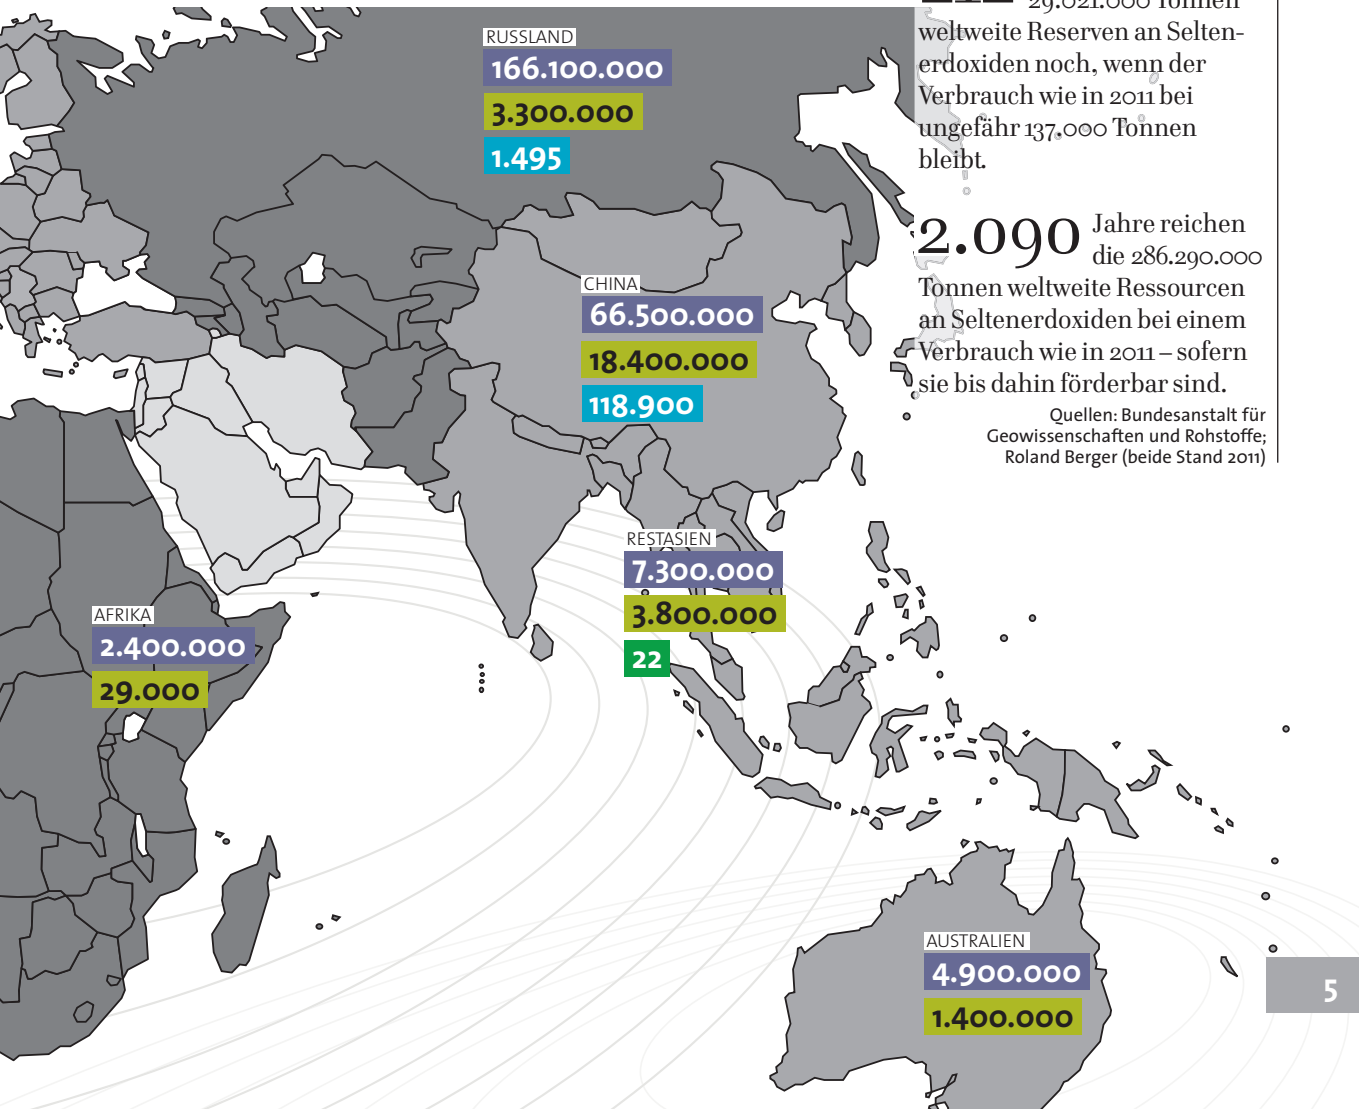 29.021.000 Tonnen
weltweite Reserven an Selten-
erdoxiden noch, wenn der
Verbrauch wie in 2011 bei
ungefähr 137.000 Tonnen
bleibt.
2.090 Jahre reichen
die 286.290.000
Tonnen weltweite Ressourcen
an Seltenerdoxiden bei einem
Verbrauch wie in 2011 – sofern
sie bis dahin förderbar sind.
Quellen: Bundesanstalt für
Geowissenschaften und Rohstoffe;
Roland Berger (beide Stand 2011)
RUSSLAND
166.100.000
3.300.000
1.495
CHINA
66.500.000
18.400.000
118.900
RESTASIEN
7.300.000
3.800.000
22
AFRIKA
2.400.000
29.000
AUSTRALIEN
4.900.000
1.400.000
5